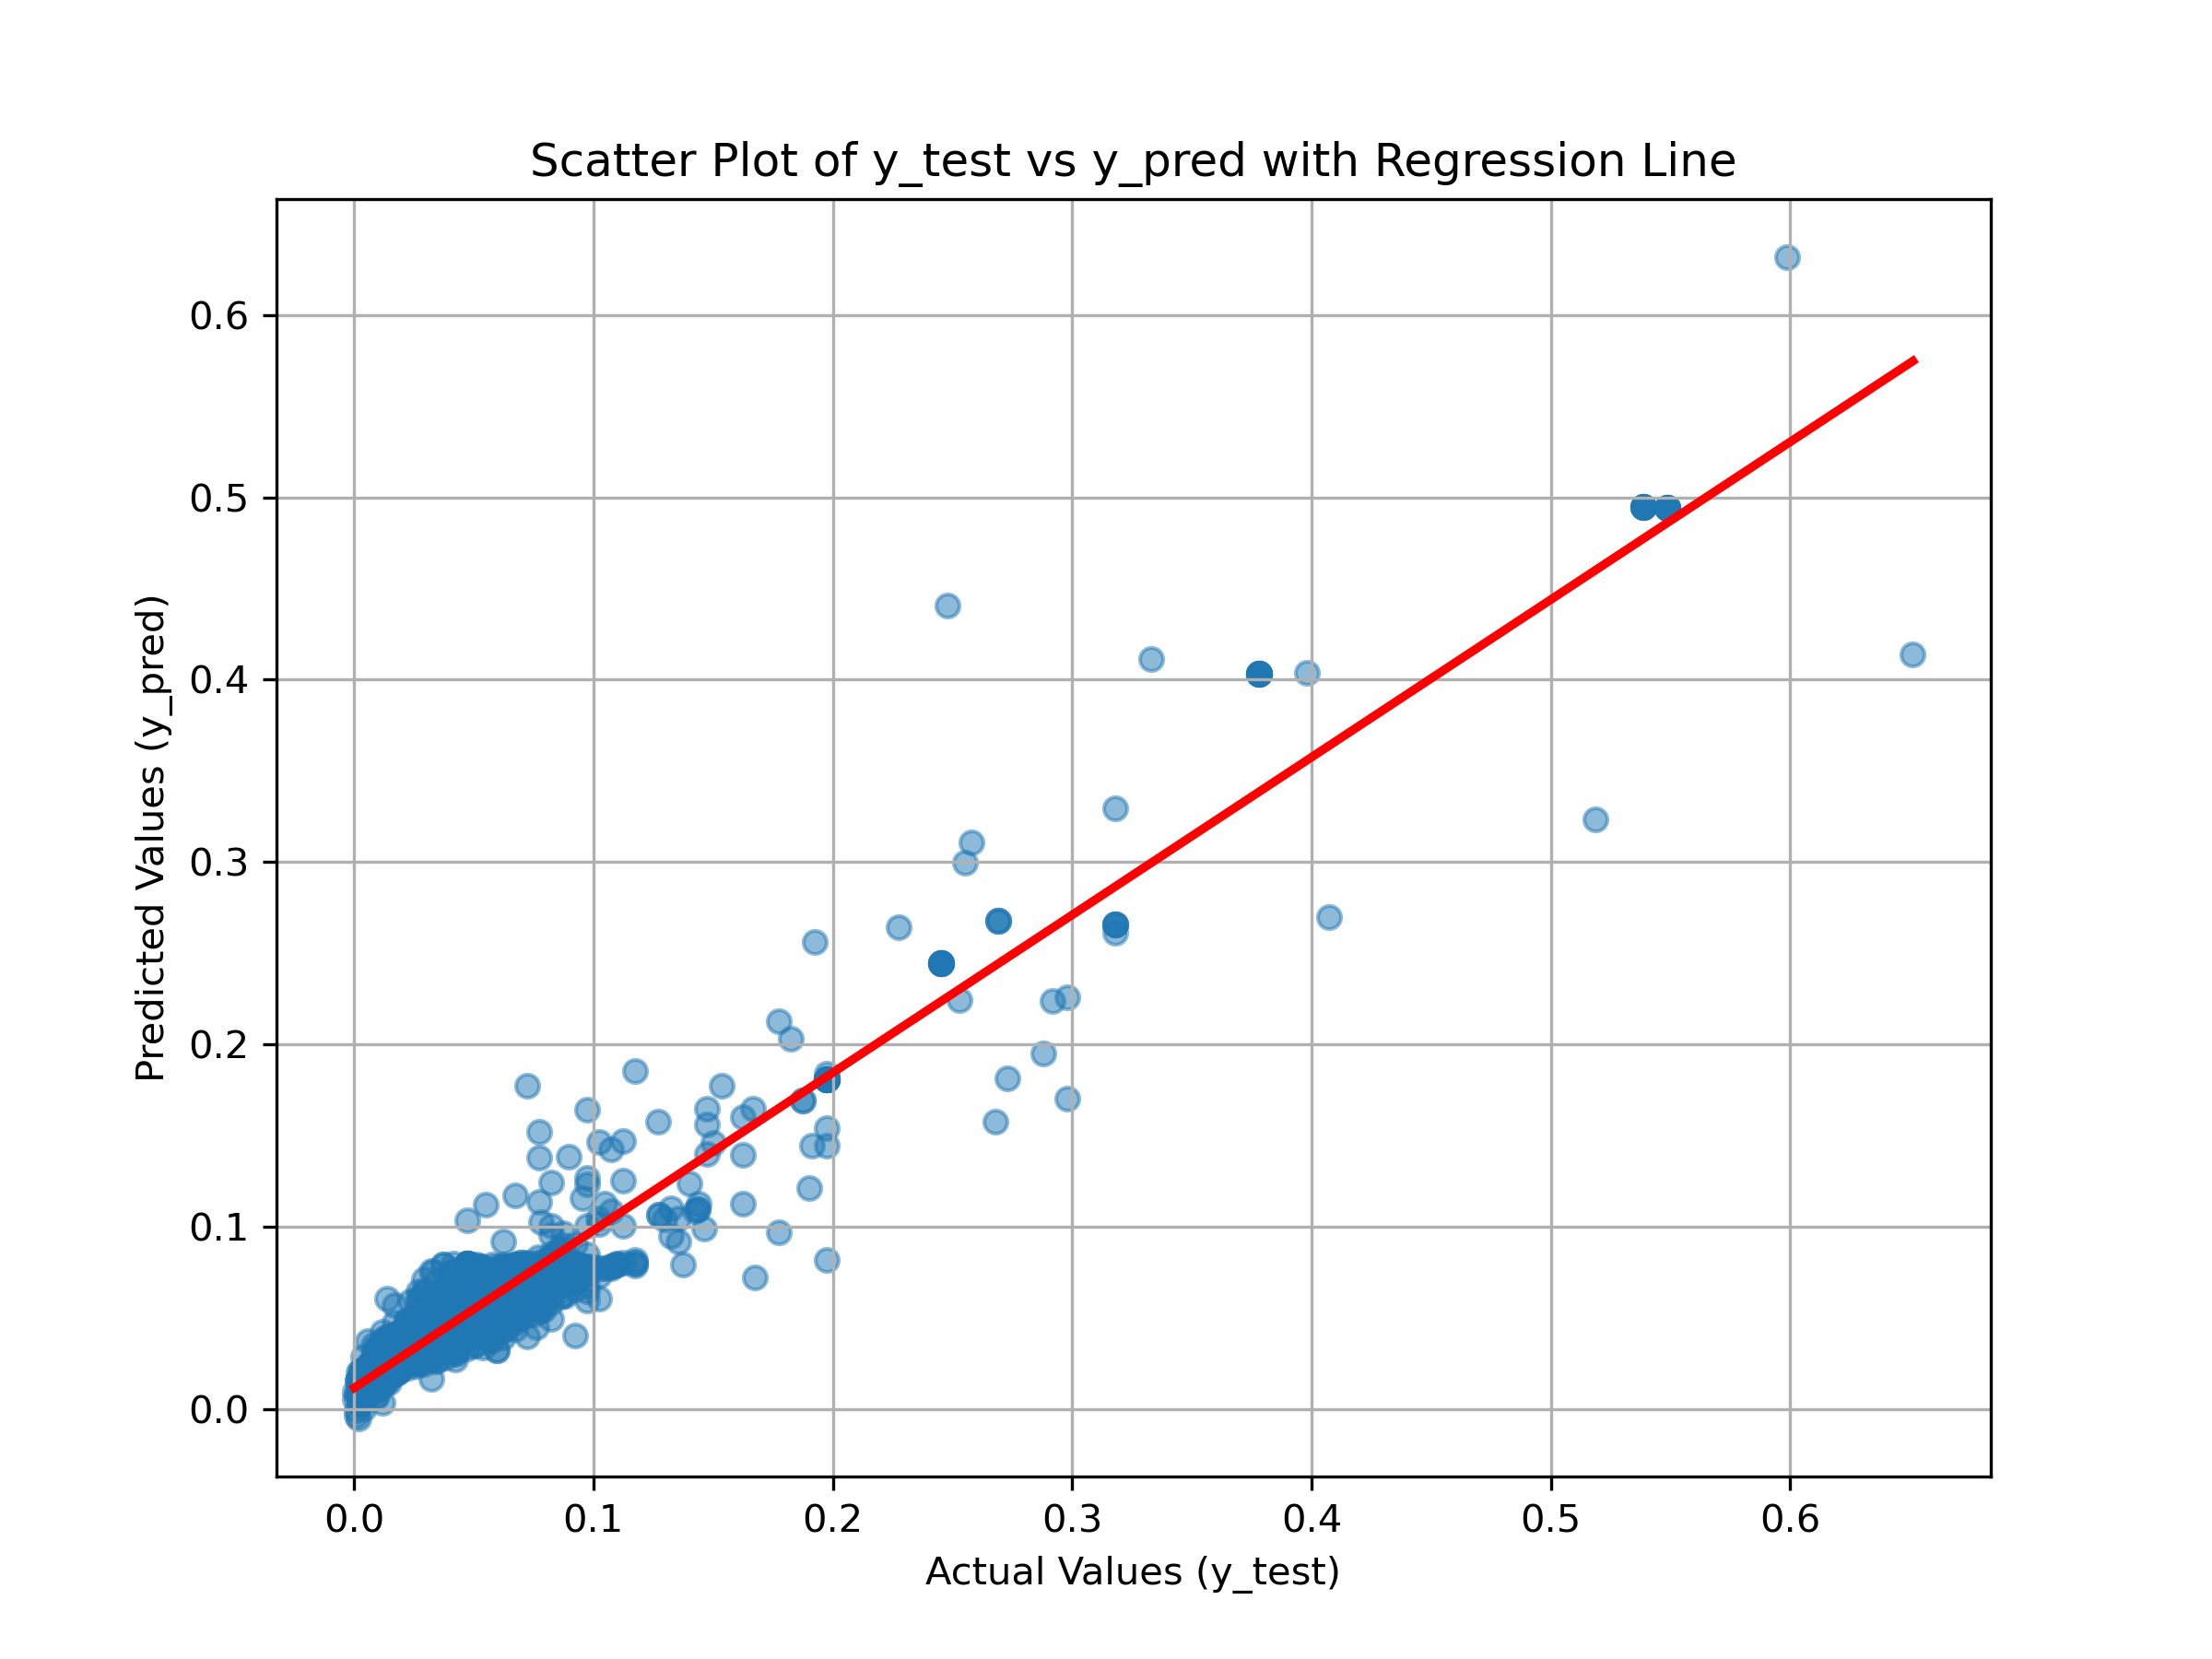 Scatter Plot of y_test vs y_pred with Regression Line
Predicted Values (y_pred)
0.6
0.5
0.4
0.3
0.2
0.1
0.0
0.0 0.1 0.2 0.3 0.4 0.5 0.6
Actual Values (y_test)